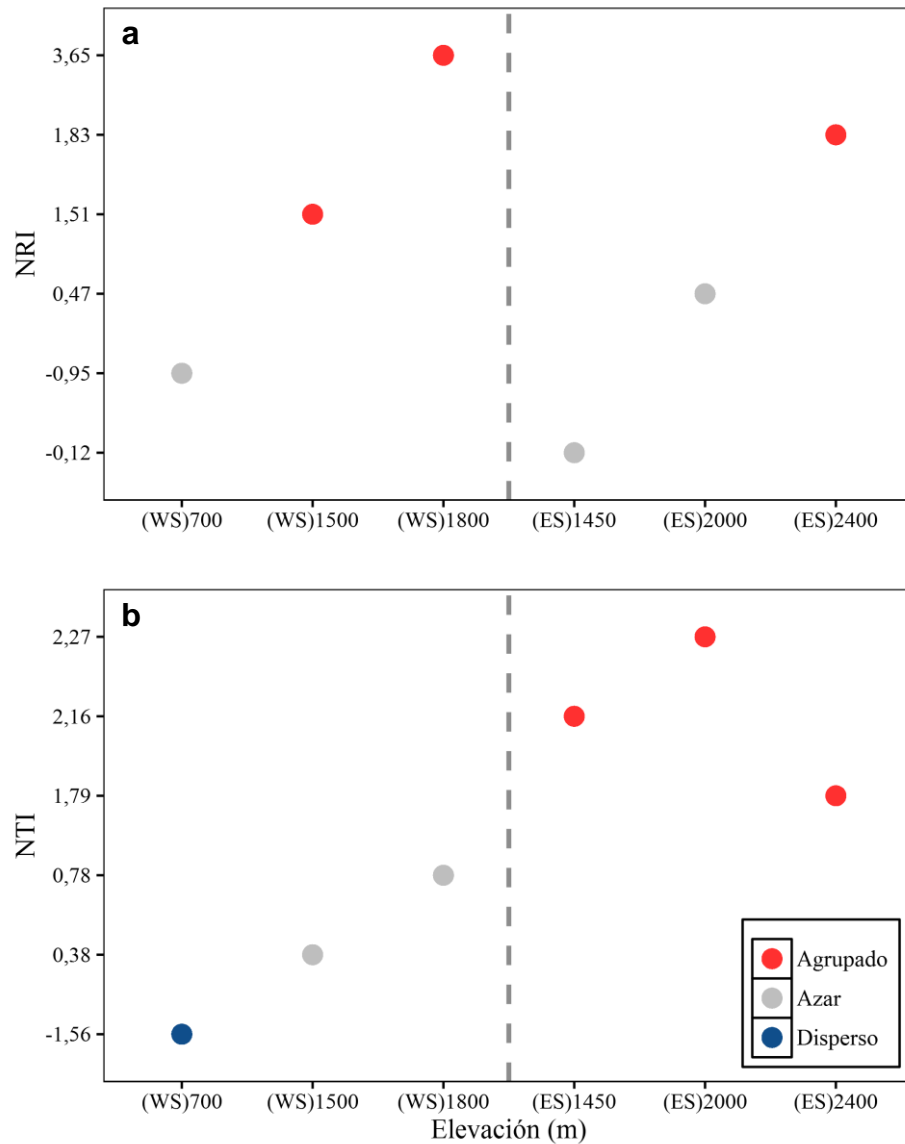 a
3,65
1,83
1,51
0,47
-0,95
-0,12
NRI
(WS)700 (WS)1500 (WS)1800 (ES)1450 (ES)2000 (ES)2400
b
2,27
2,16
1,79
0,78
0,38
-1,56
NTI
Agrupado
Azar
Disperso
(WS)700 (WS)1500 (WS)1800 (ES)1450 (ES)2000 (ES)2400
Elevación (m)